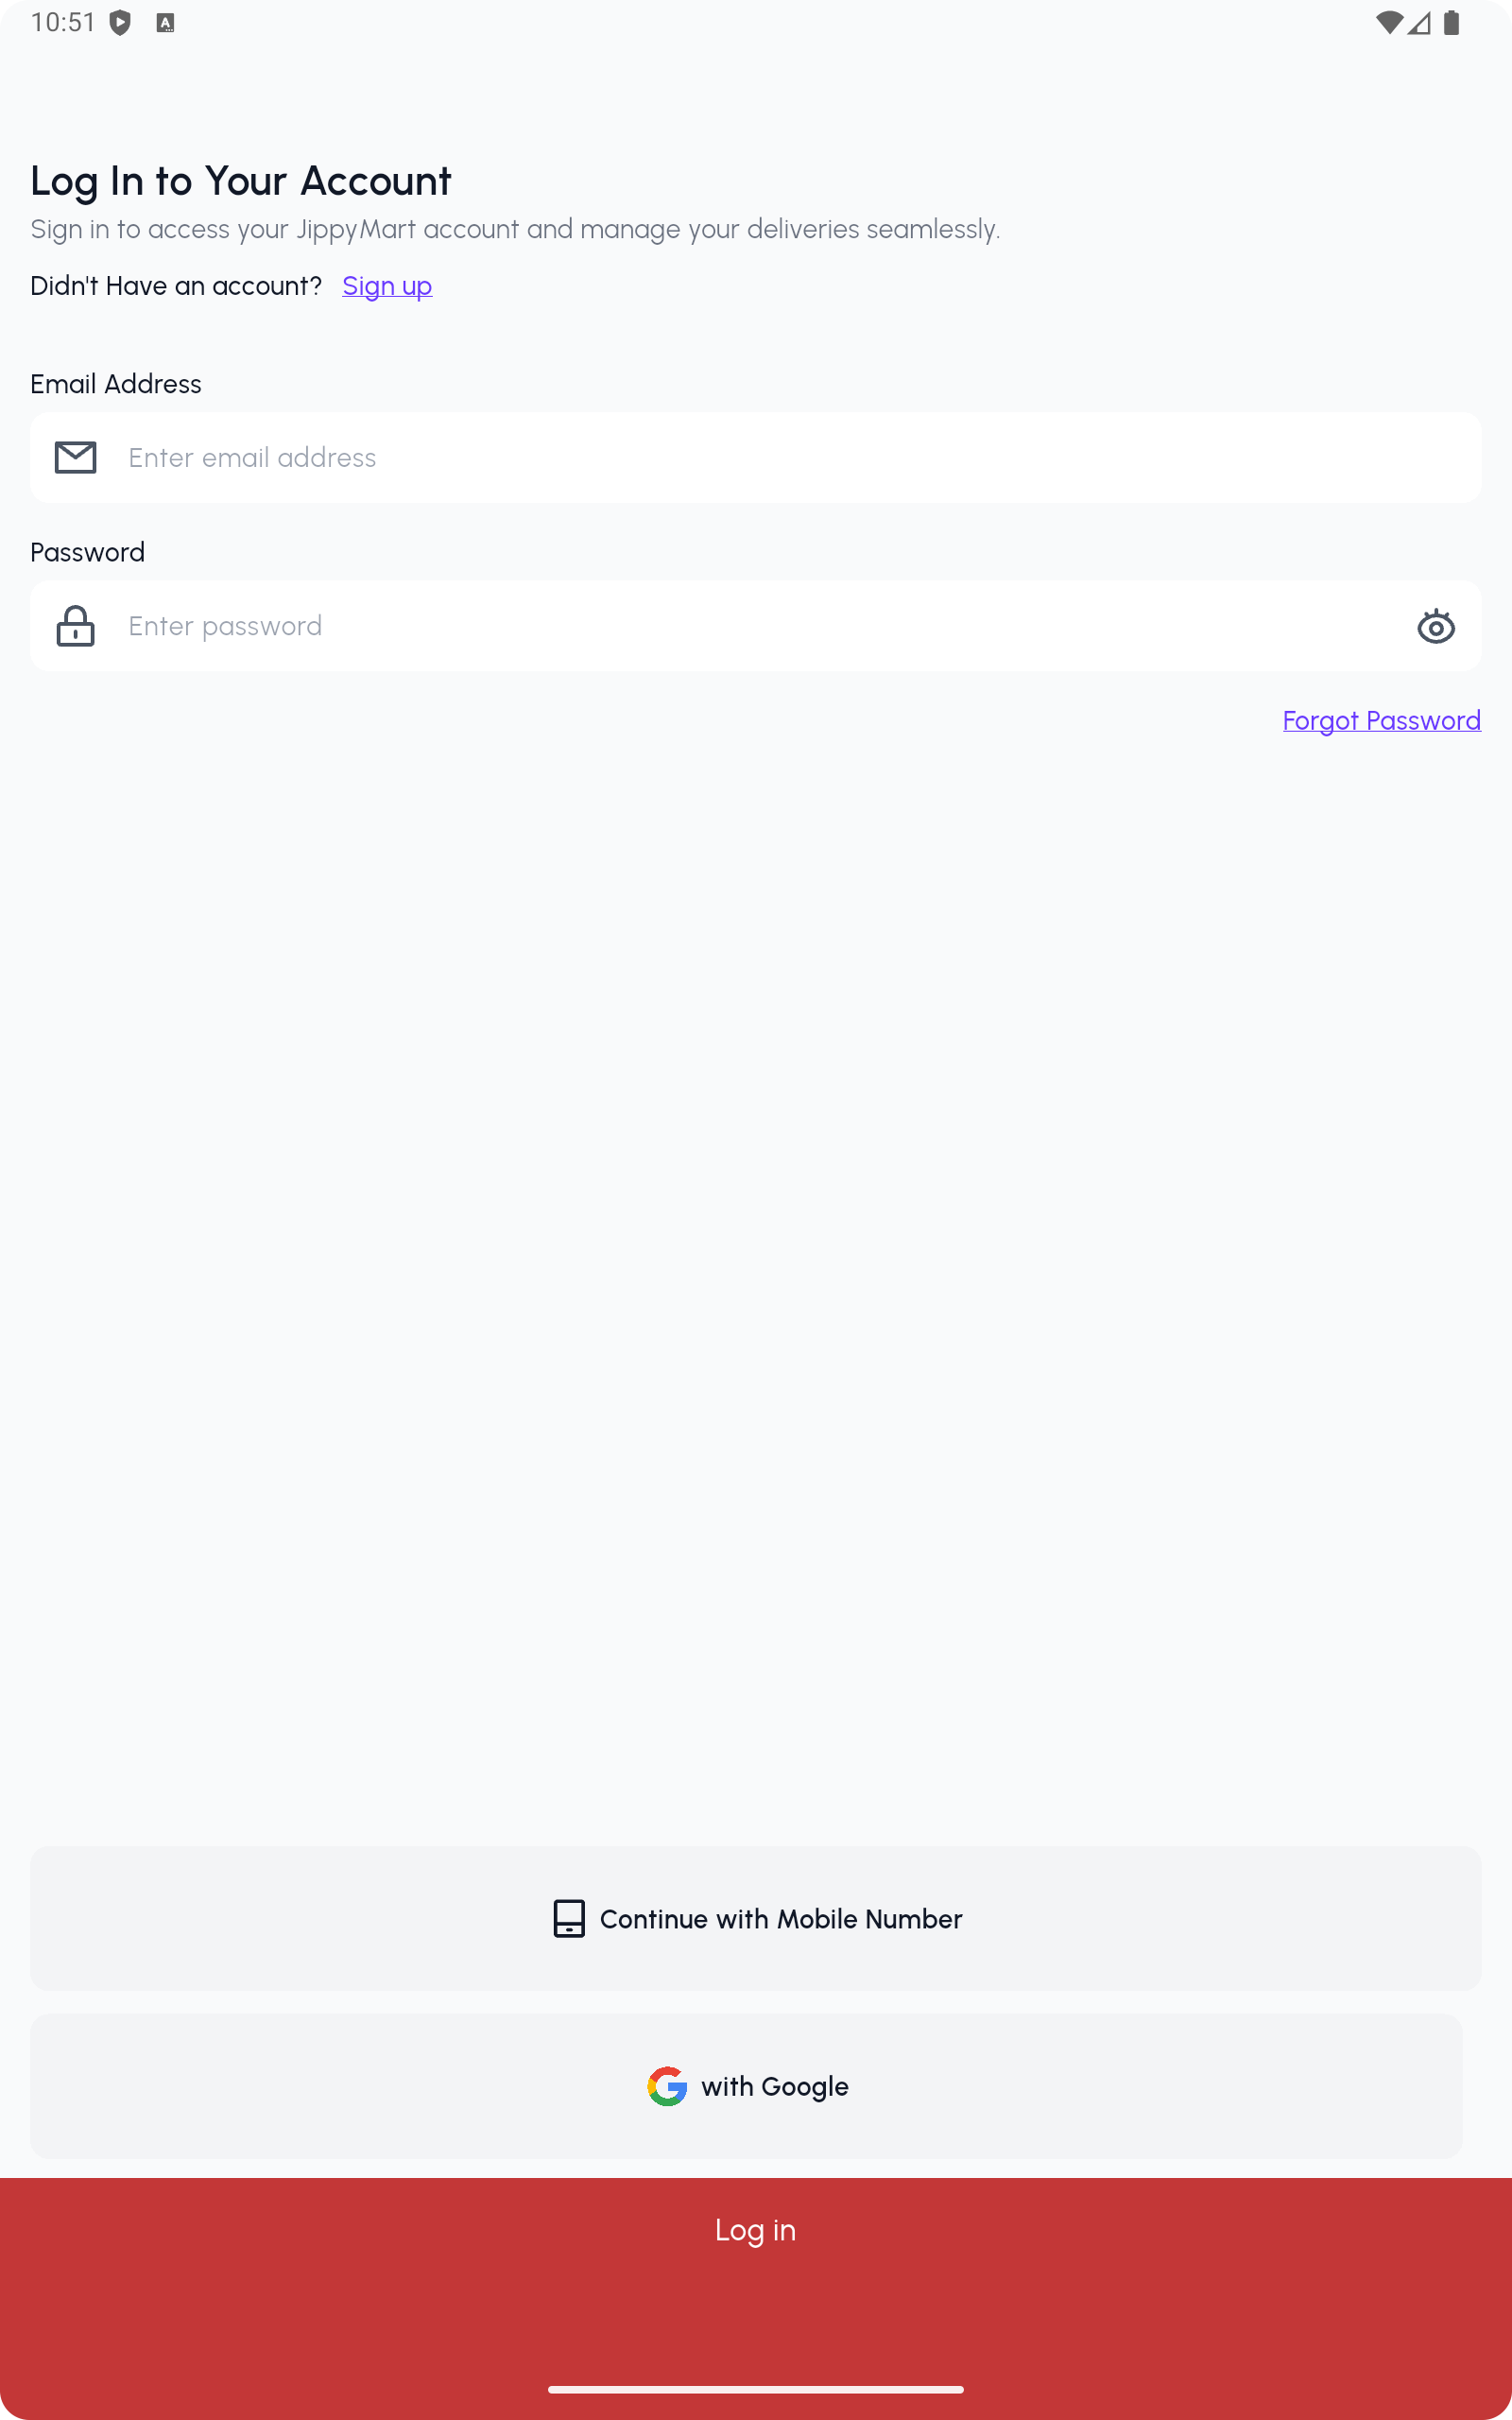 10:51
Log In to Your Account
Sign in to access your JippyMart account and manage your deliveries seamlessly.
Didn't Have an account? Sign up
Email Address
Enter email address
Password
Enter password
Forgot Password
Continue with Mobile Number
with Google
Log in